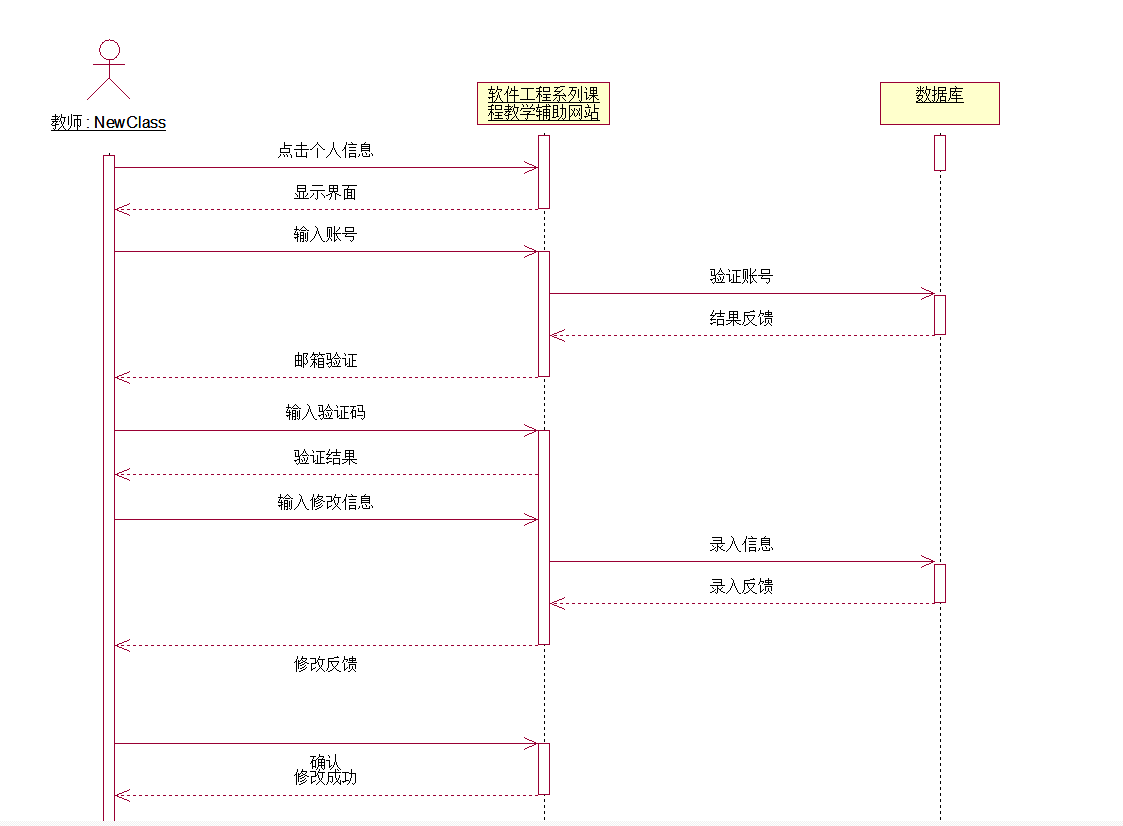 软件工程系列课
程教学辅助网站
数据库
教师 : NewClass
点击个人信息
显示界面
输入账号
验证账号
结果反馈
邮箱验证
输入验证码
验证结果
输入修改信息
录入信息
录入反馈
修改反馈
确认
修改成功